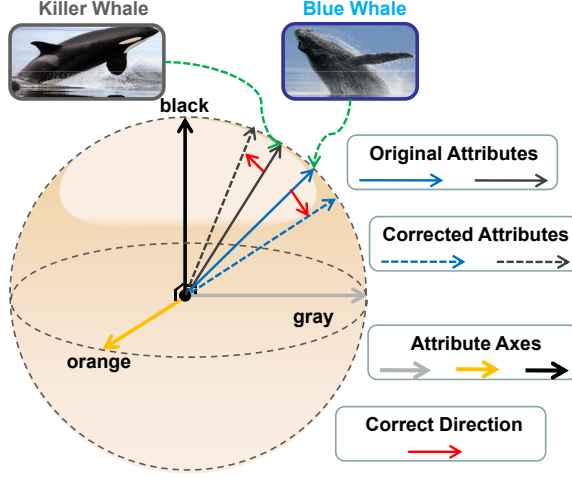 Killer Whale
Blue Whale
black
Original Attributes
Corrected Attributes
gray
orange
Attribute Axes
Correct Direction